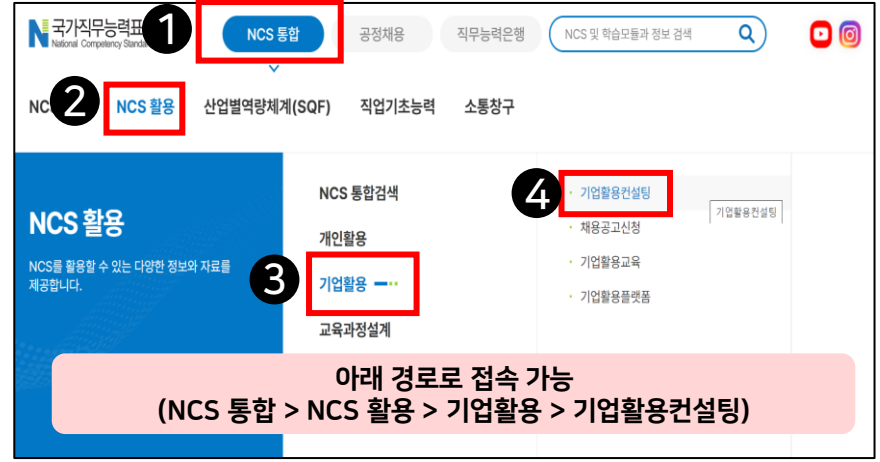 국가직무능력표
National Competency Standa
1
NCS 통합
공정채용
직무능력은행
NCS 및 학습모듈과 정보 검색
2
NC
NCS 활용
산업별역량체계(SQF)
직업기초능력
소통창구
NCS 활용
NCS를 활용할 수 있는 다양한 정보와 자료를
제공합니다.
NCS 통합검색
개인활용
3
기업활용
교육과정설계
4
· 기업활용컨설팅
기업활용컨설팅
· 채용공고신청
· 기업활용교육
· 기업활용플랫폼
아래 경로로 접속 가능
(NCS 통합 > NCS 활용 > 기업활용 > 기업활용컨설팅)